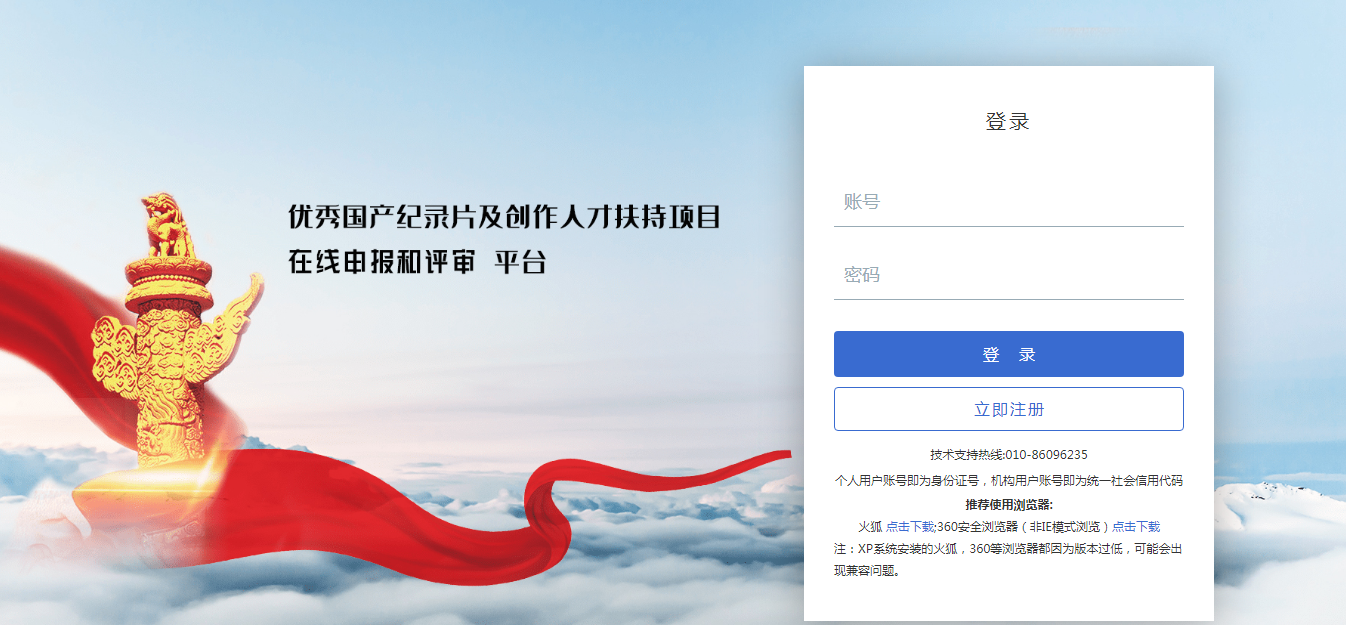 优秀国产纪录片及创作人才扶持项目
在线申报和评审 平台
登录
账号
密码
登 录
立即注册
技术支持热线:010-86096235
个人用户账号即为身份证号，机构用户账号即为统一社会信用代码
推荐使用浏览器:
火狐 点击下载;360安全浏览器（非IE模式浏览）点击下载
注：XP系统安装的火狐，360等浏览器都因为版本过低，可能会出
现兼容问题。